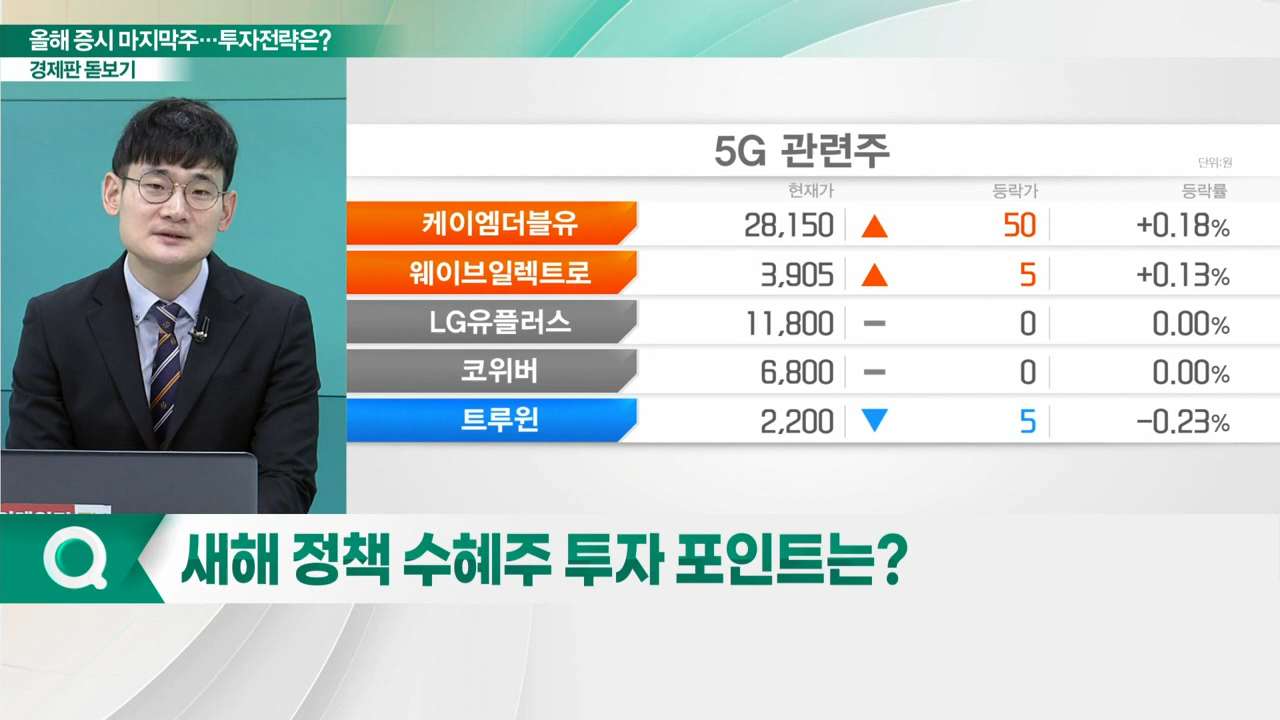 올해 증시 마지막주…투자전략은?
경제판 돋보기
5G 관련주
단위:원
현재가 등락가 등락률
케이엠더블유 28,150 ▲ 50 +0.18%
웨이브일렉트로 3,905 ▲ 5 +0.13%
LG유플러스 11,800 － 0 0.00%
코위버 6,800 － 0 0.00%
트루윈 2,200 ▼ 5 -0.23%
새해 정책 수혜주 투자 포인트는?